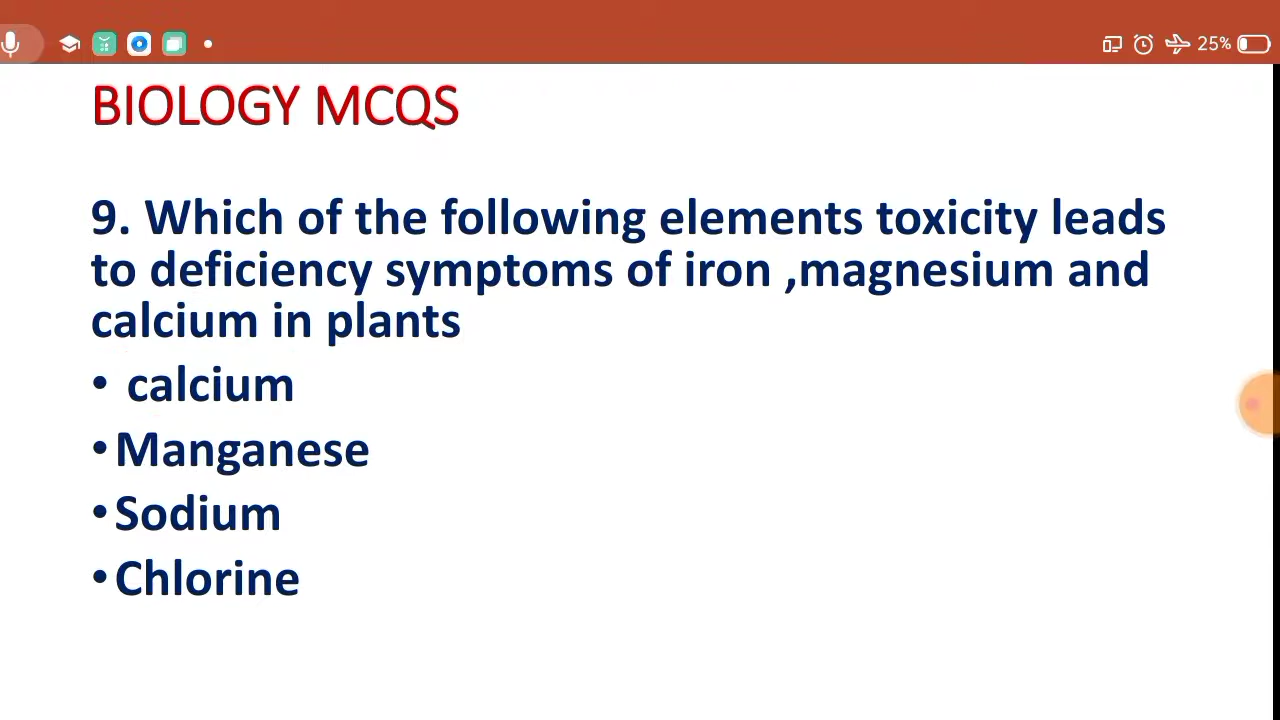 25%
BIOLOGY MCQS
9. Which of the following elements toxicity leads
to deficiency symptoms of iron ,magnesium and
calcium in plants
• calcium
•Manganese
•Sodium
•Chlorine